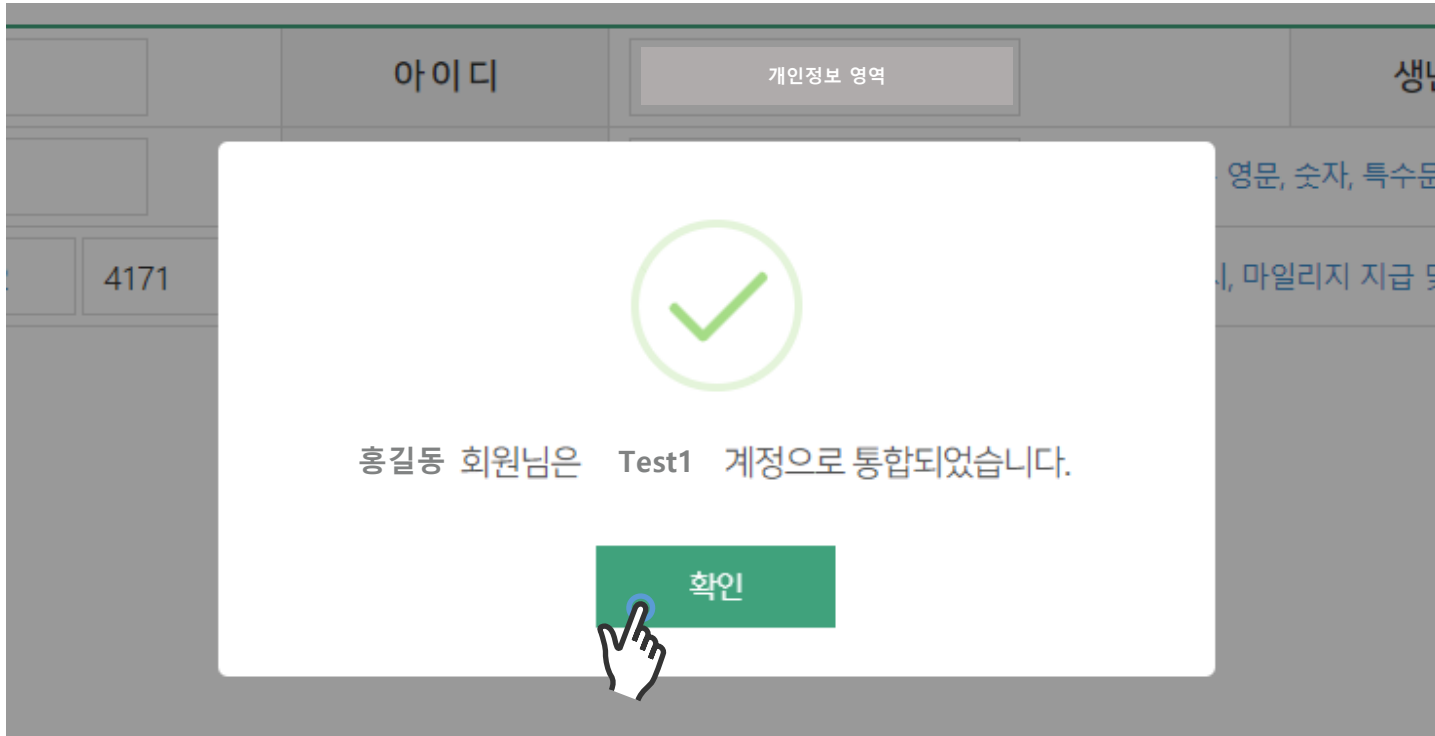 아이디
개인정보 영역
영문, 숫자, 특수문
4171
마일리지 지급 및
홍길동 회원님은 Test1 계정으로 통합되었습니다.
확인